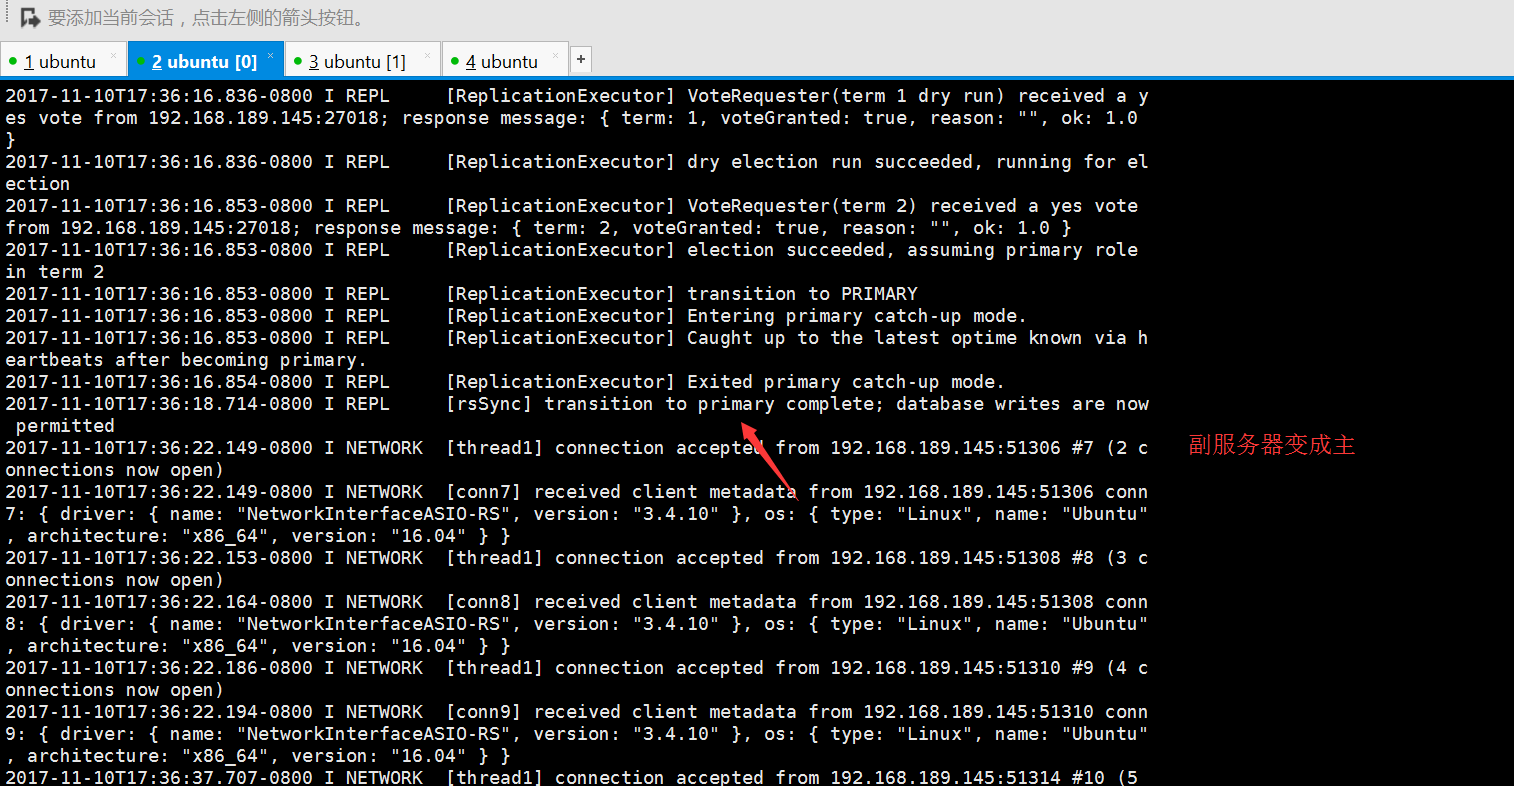 要添加当前会话，点击左侧的箭头按钮。
1 ubuntu × 2 ubuntu [0] × 3 ubuntu [1] × 4 ubuntu × +
2017-11-10T17:36:16.836-0800 I REPL     [ReplicationExecutor] VoteRequester(term 1 dry run) received a y
es vote from 192.168.189.145:27018; response message: { term: 1, voteGranted: true, reason: "", ok: 1.0
}
2017-11-10T17:36:16.836-0800 I REPL     [ReplicationExecutor] dry election run succeeded, running for el
ection
2017-11-10T17:36:16.853-0800 I REPL     [ReplicationExecutor] VoteRequester(term 2) received a yes vote
from 192.168.189.145:27018; response message: { term: 2, voteGranted: true, reason: "", ok: 1.0 }
2017-11-10T17:36:16.853-0800 I REPL     [ReplicationExecutor] election succeeded, assuming primary role
in term 2
2017-11-10T17:36:16.853-0800 I REPL     [ReplicationExecutor] transition to PRIMARY
2017-11-10T17:36:16.853-0800 I REPL     [ReplicationExecutor] Entering primary catch-up mode.
2017-11-10T17:36:16.853-0800 I REPL     [ReplicationExecutor] Caught up to the latest optime known via h
eartbeats after becoming primary.
2017-11-10T17:36:16.854-0800 I REPL     [ReplicationExecutor] Exited primary catch-up mode.
2017-11-10T17:36:18.714-0800 I REPL     [rsSync] transition to primary complete; database writes are now
 permitted
2017-11-10T17:36:22.149-0800 I NETWORK  [thread1] connection accepted from 192.168.189.145:51306 #7 (2 c
副服务器变成主
onnections now open)
2017-11-10T17:36:22.149-0800 I NETWORK  [conn7] received client metadata from 192.168.189.145:51306 conn
7: { driver: { name: "NetworkInterfaceASIO-RS", version: "3.4.10" }, os: { type: "Linux", name: "Ubuntu"
, architecture: "x86_64", version: "16.04" } }
2017-11-10T17:36:22.153-0800 I NETWORK  [thread1] connection accepted from 192.168.189.145:51308 #8 (3 c
onnections now open)
2017-11-10T17:36:22.164-0800 I NETWORK  [conn8] received client metadata from 192.168.189.145:51308 conn
8: { driver: { name: "NetworkInterfaceASIO-RS", version: "3.4.10" }, os: { type: "Linux", name: "Ubuntu"
, architecture: "x86_64", version: "16.04" } }
2017-11-10T17:36:22.186-0800 I NETWORK  [thread1] connection accepted from 192.168.189.145:51310 #9 (4 c
onnections now open)
2017-11-10T17:36:22.194-0800 I NETWORK  [conn9] received client metadata from 192.168.189.145:51310 conn
9: { driver: { name: "NetworkInterfaceASIO-RS", version: "3.4.10" }, os: { type: "Linux", name: "Ubuntu"
, architecture: "x86_64", version: "16.04" } }
2017-11-10T17:36:37.707-0800 I NETWORK  [thread1] connection accepted from 192.168.189.145:51314 #10 (5